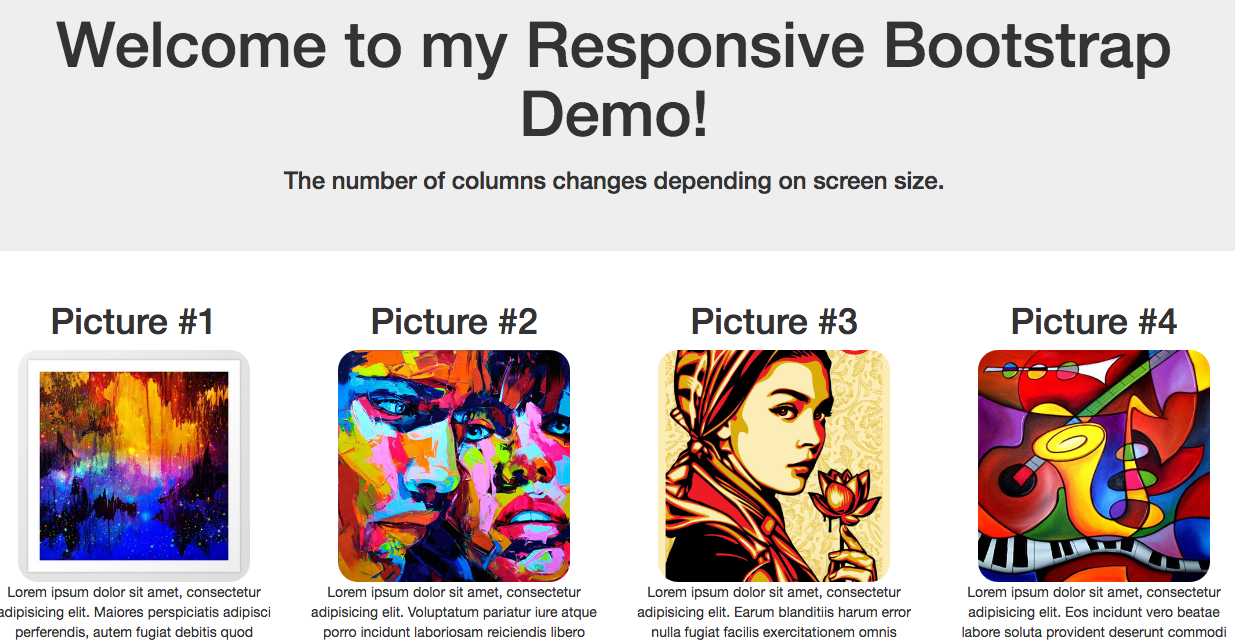 Welcome to my Responsive Bootstrap
Demo!
The number of columns changes depending on screen size.
Picture #1
Lorem ipsum dolor sit amet, consectetur
adipisicing elit. Maiores perspiciatis adipisci
perferendis, autem fugiat debitis quod
Picture #2
Lorem ipsum dolor sit amet, consectetur
adipisicing elit. Voluptatum pariatur iure atque
porro incidunt laboriosam reiciendis libero
Picture #3
Lorem ipsum dolor sit amet, consectetur
adipisicing elit. Earum blanditiis harum error
nulla fugiat facilis exercitationem omnis
Picture #4
Lorem ipsum dolor sit amet, consectetur
adipisicing elit. Eos incidunt vero beatae
labore soluta provident deserunt commodi